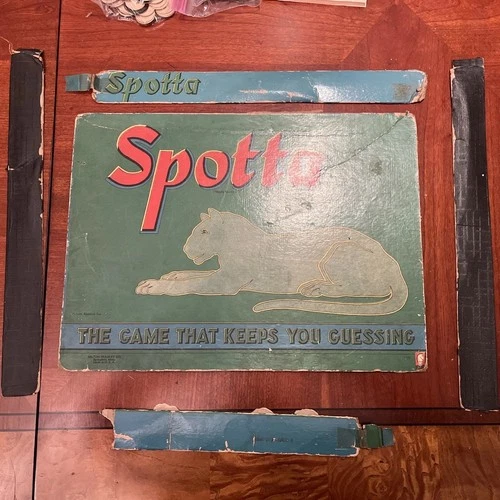 Spotta
Spotta
THE GAME THAT KEEPS YOU GUESSING